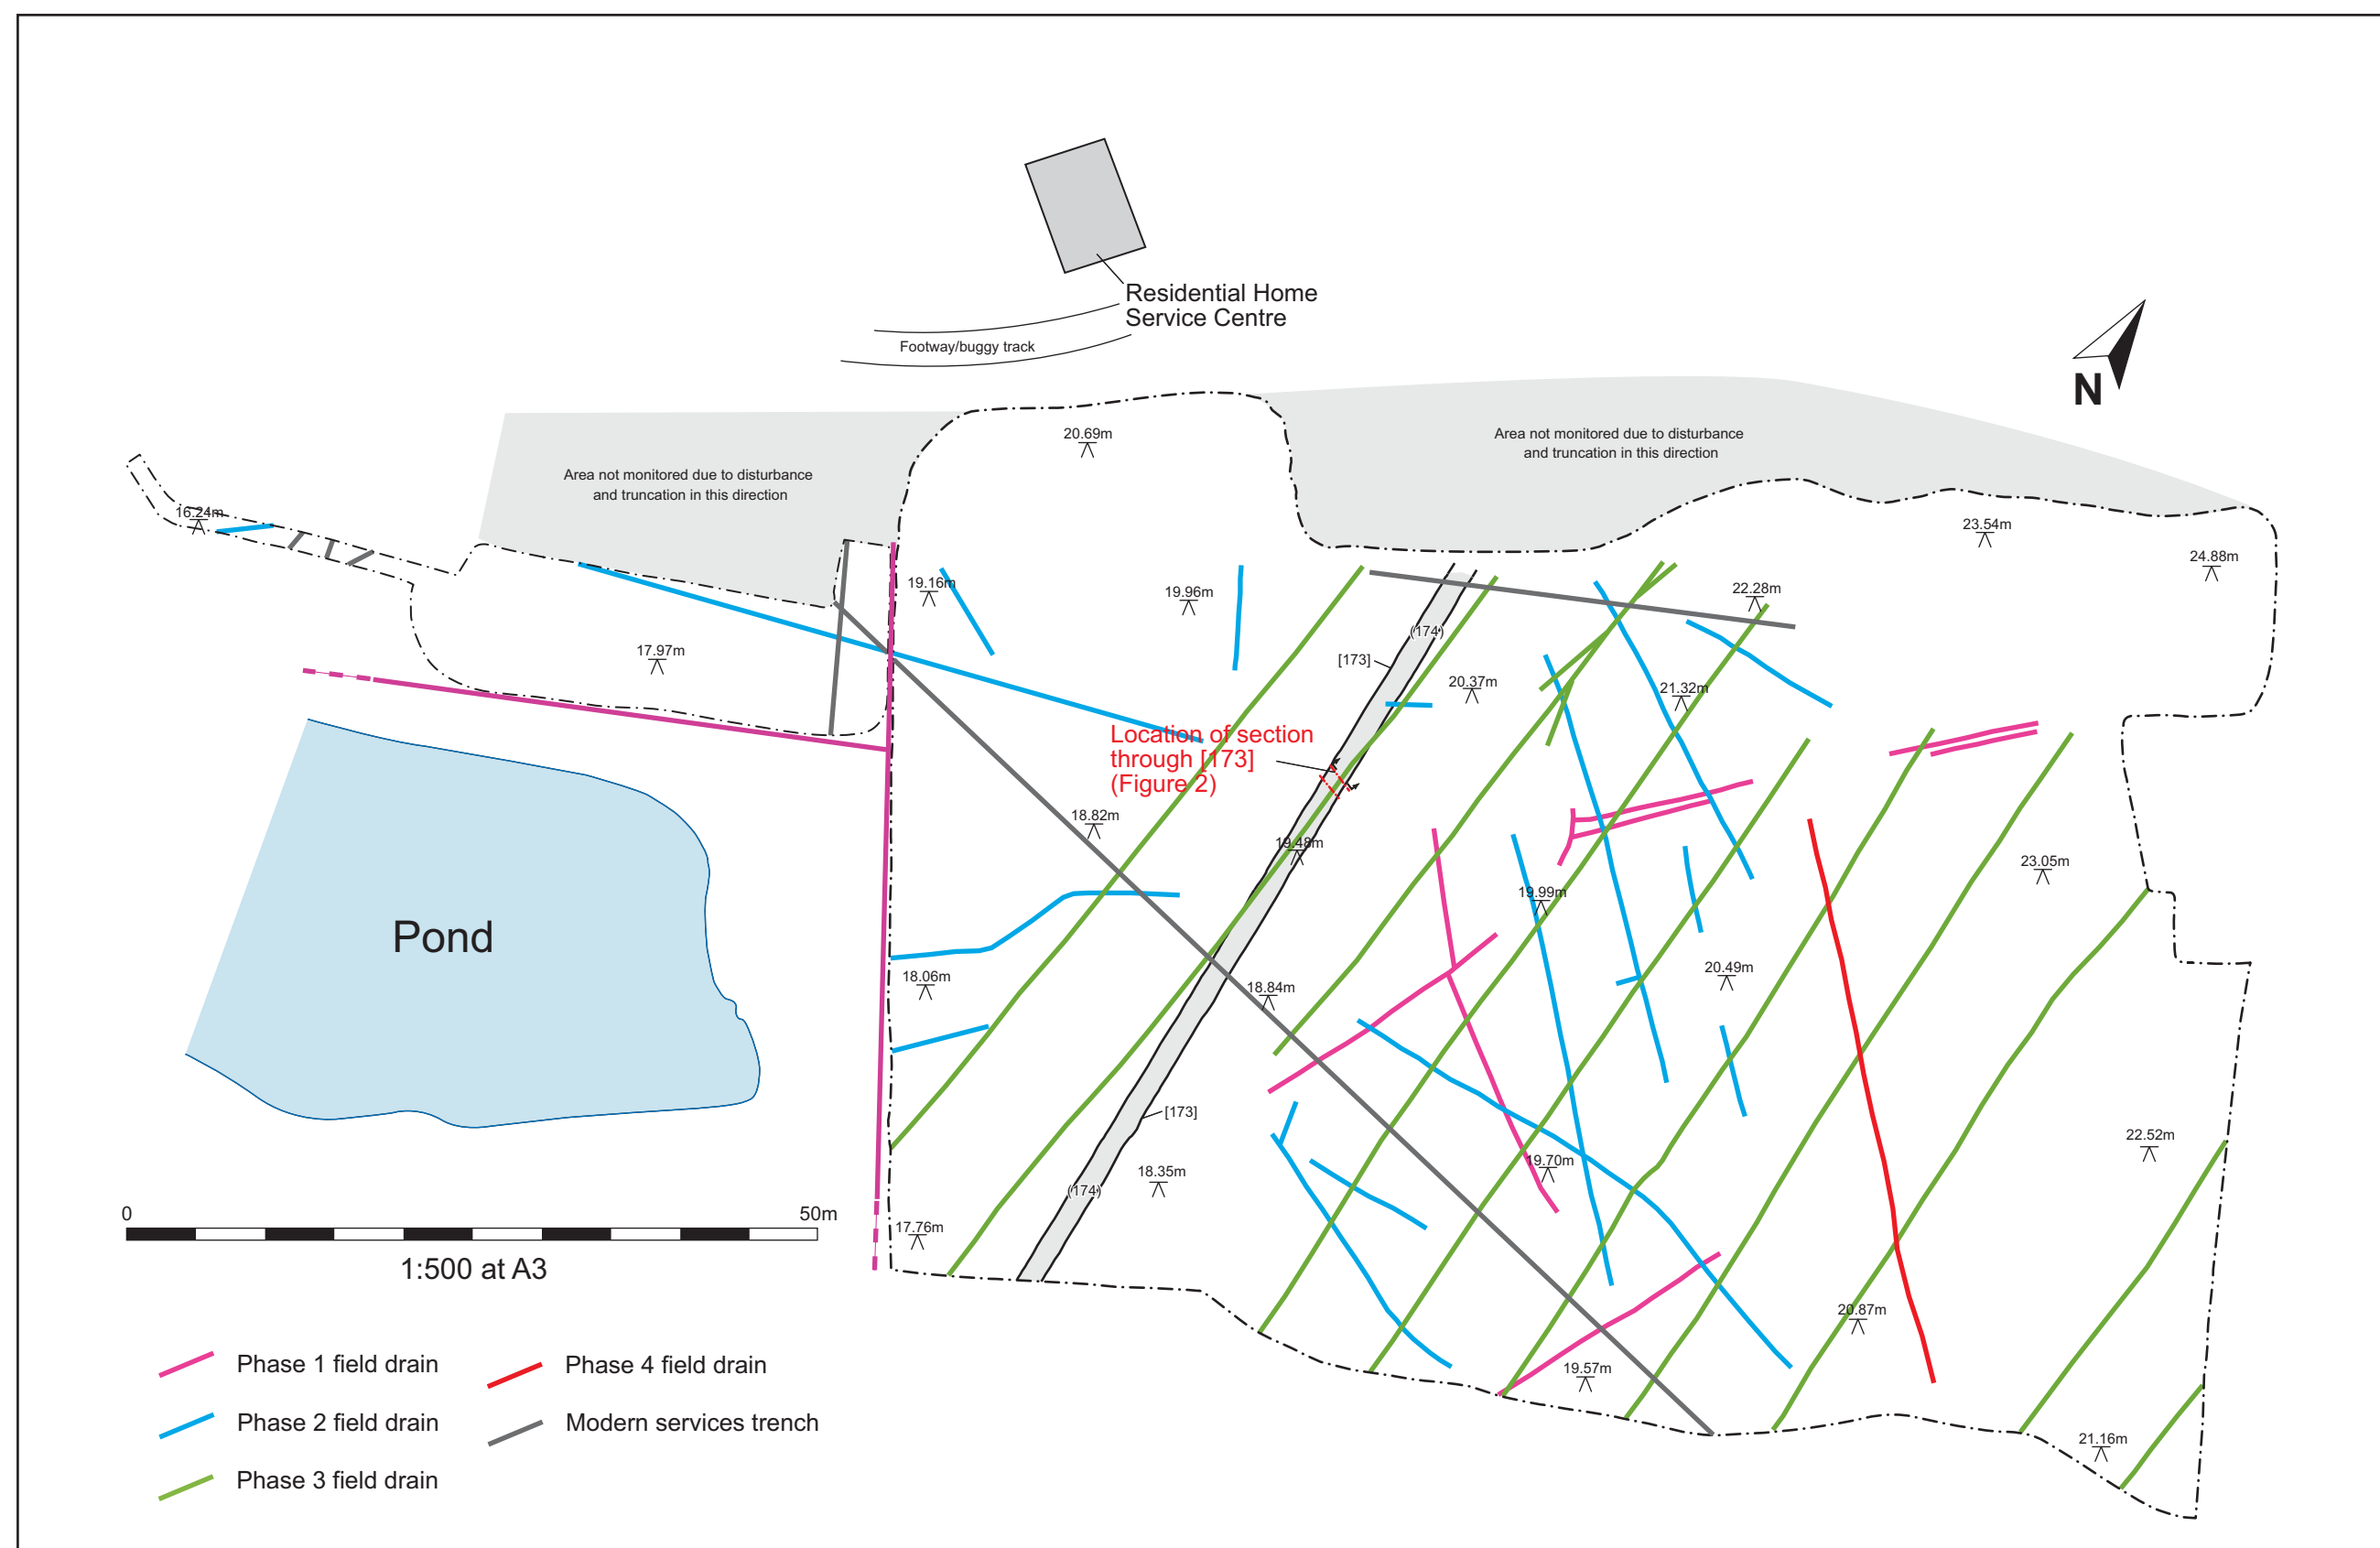 Residential Home
Service Centre
Footway/buggy track
N
20.69m
Area not monitored due to disturbance
and truncation in this direction
Area not monitored due to disturbance
and truncation in this direction
16.24m
23.54m
24.88m
19.16m
19.96m
22.28m
(174)
17.97m
[173]
20.37m
21.32m
Location of section
through [173]
(Figure 2)
18.82m
19.48m
23.05m
19.99m
Pond
18.06m
18.84m
20.49m
[173]
22.52m
18.35m
19.70m
(174)
0
50m
17.76m
1:500 at A3
20.87m
19.57m
21.16m
Phase 1 field drain
Phase 4 field drain
Phase 2 field drain
Modern services trench
Phase 3 field drain